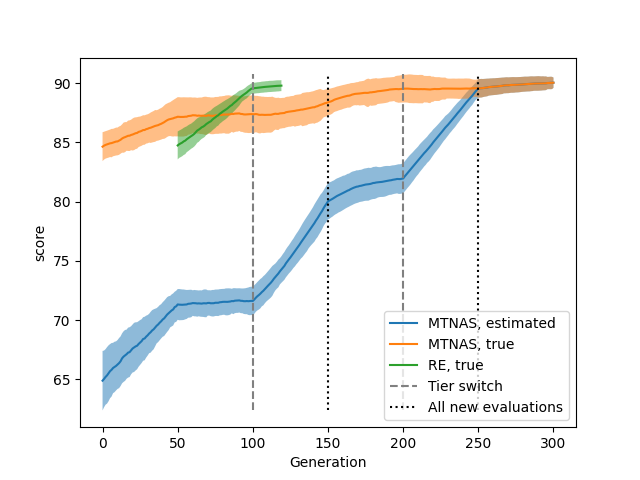 90
85
80
75
70
65
score
0 50 100 150 200 250 300
Generation
MTNAS, estimated
MTNAS, true
RE, true
Tier switch
All new evaluations